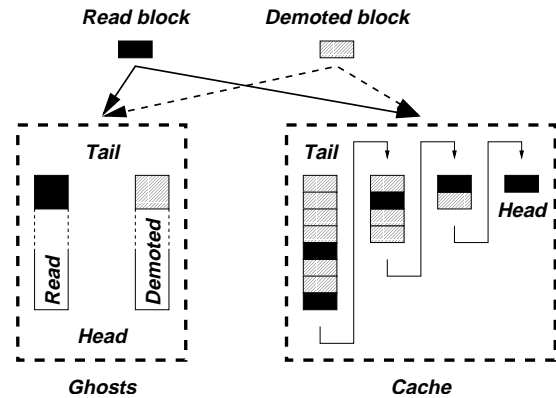 Read block
Demoted block
Tail
Read
Demoted
Head
Ghosts
Tail
Head
Cache